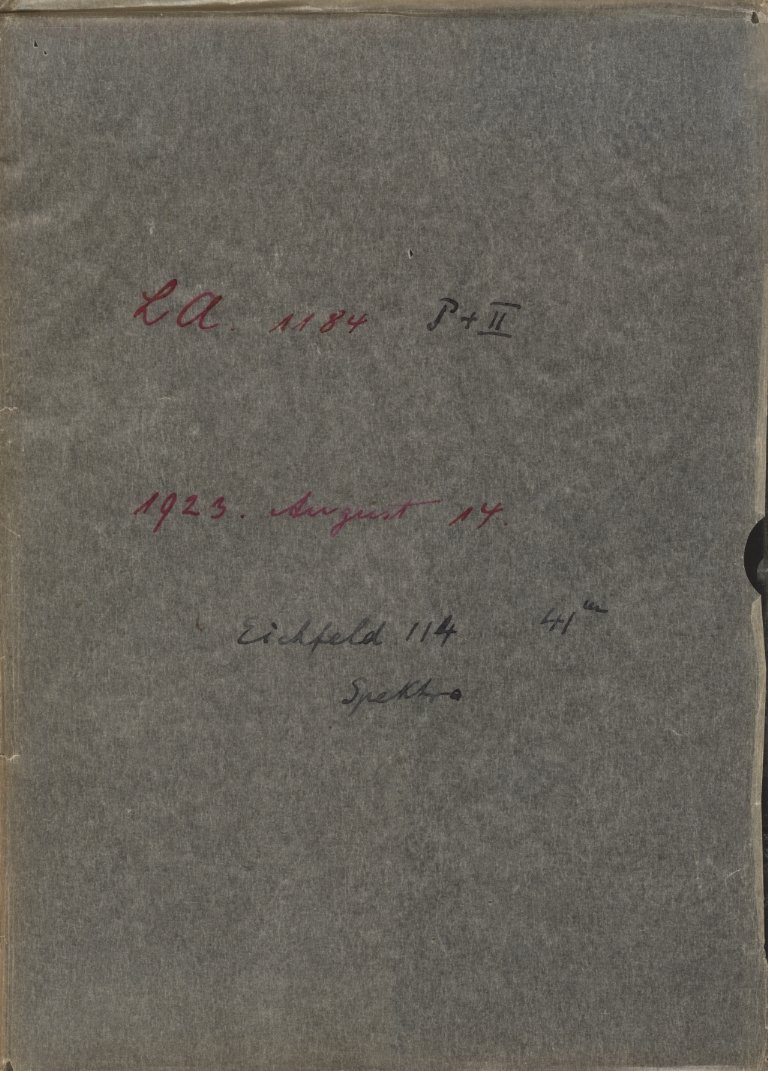 LA. 1184 P + II
1923. August 14.
Eichfeld 114 41ᵐ
Spektra